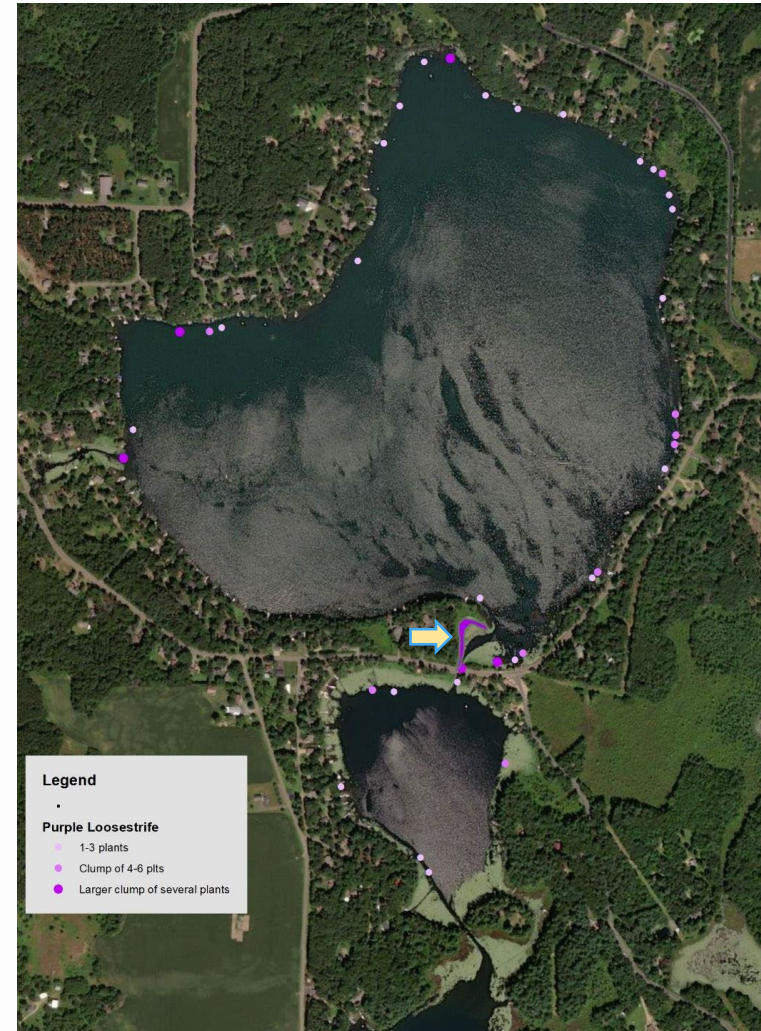 Legend
Purple Loosestrife
1-3 plants
Clump of 4-6 plts
Larger clump of several plants